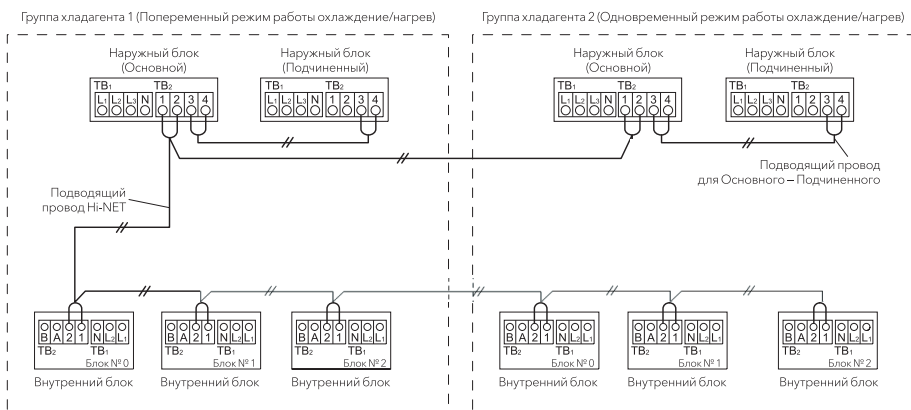 Группа хладагента 1 (Попеременный режим работы охлаждение/нагрев)
Группа хладагента 2 (Одновременный режим работы охлаждение/нагрев)
Наружный блок
(Основной)
Наружный блок
(Подчиненный)
Наружный блок
(Основной)
Наружный блок
(Подчиненный)
TB1 TB2
L1 L2 L3 N 1 2 3 4
TB1 TB2
L1 L2 L3 N 1 2 3 4
TB1 TB2
L1 L2 L3 N 1 2 3 4
TB1 TB2
L1 L2 L3 N 1 2 3 4
Подводящий провод
для Основного – Подчиненного
Подводящий
провод Hi-NET
B A 2 1 N L2 L1
TB2 TB1
Блок № 0
Внутренний блок
B A 2 1 N L2 L1
TB2 TB1
Блок № 1
Внутренний блок
B A 2 1 N L2 L1
TB2 TB1
Блок № 2
Внутренний блок
B A 2 1 N L2 L1
TB2 TB1
Блок № 0
Внутренний блок
B A 2 1 N L2 L1
TB2 TB1
Блок № 1
Внутренний блок
B A 2 1 N L2 L1
TB2 TB1
Блок № 2
Внутренний блок